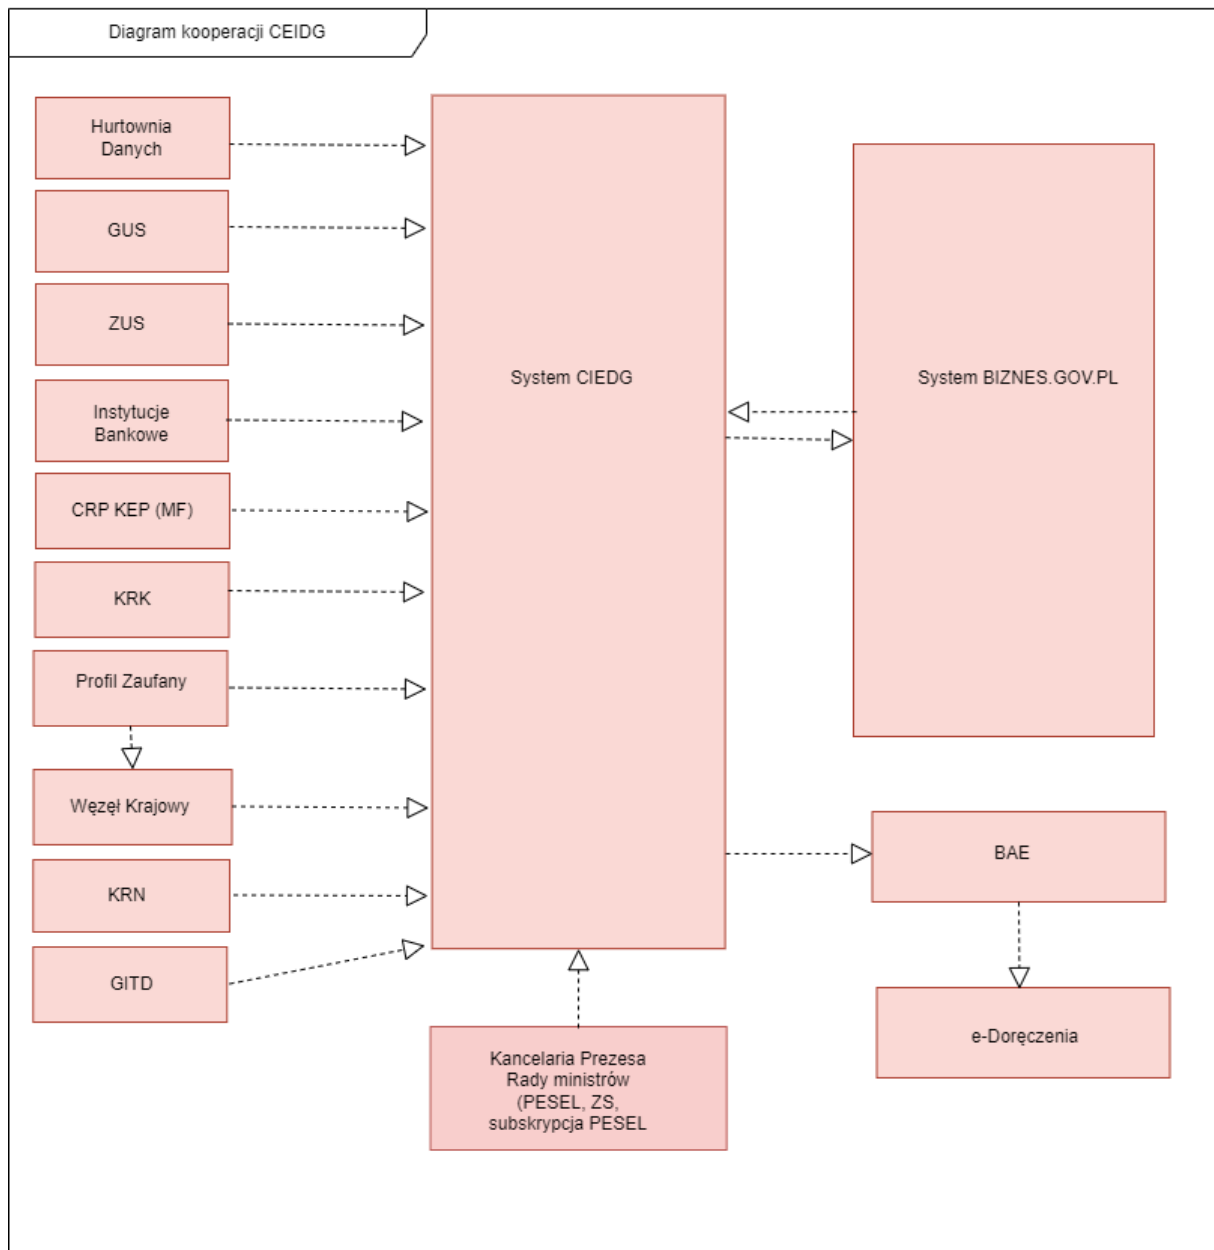 Diagram kooperacji CEIDG
Hurtownia
Danych
GUS
ZUS
Instytucje
Bankowe
CRP KEP (MF)
KRK
Profil Zaufany
Węzęł Krajowy
KRN
GITD
System CIEDG
Kancelaria Prezesa
Rady ministrów
(PESEL, ZS,
subskrypcja PESEL
System BIZNES.GOV.PL
BAE
e-Doręczenia